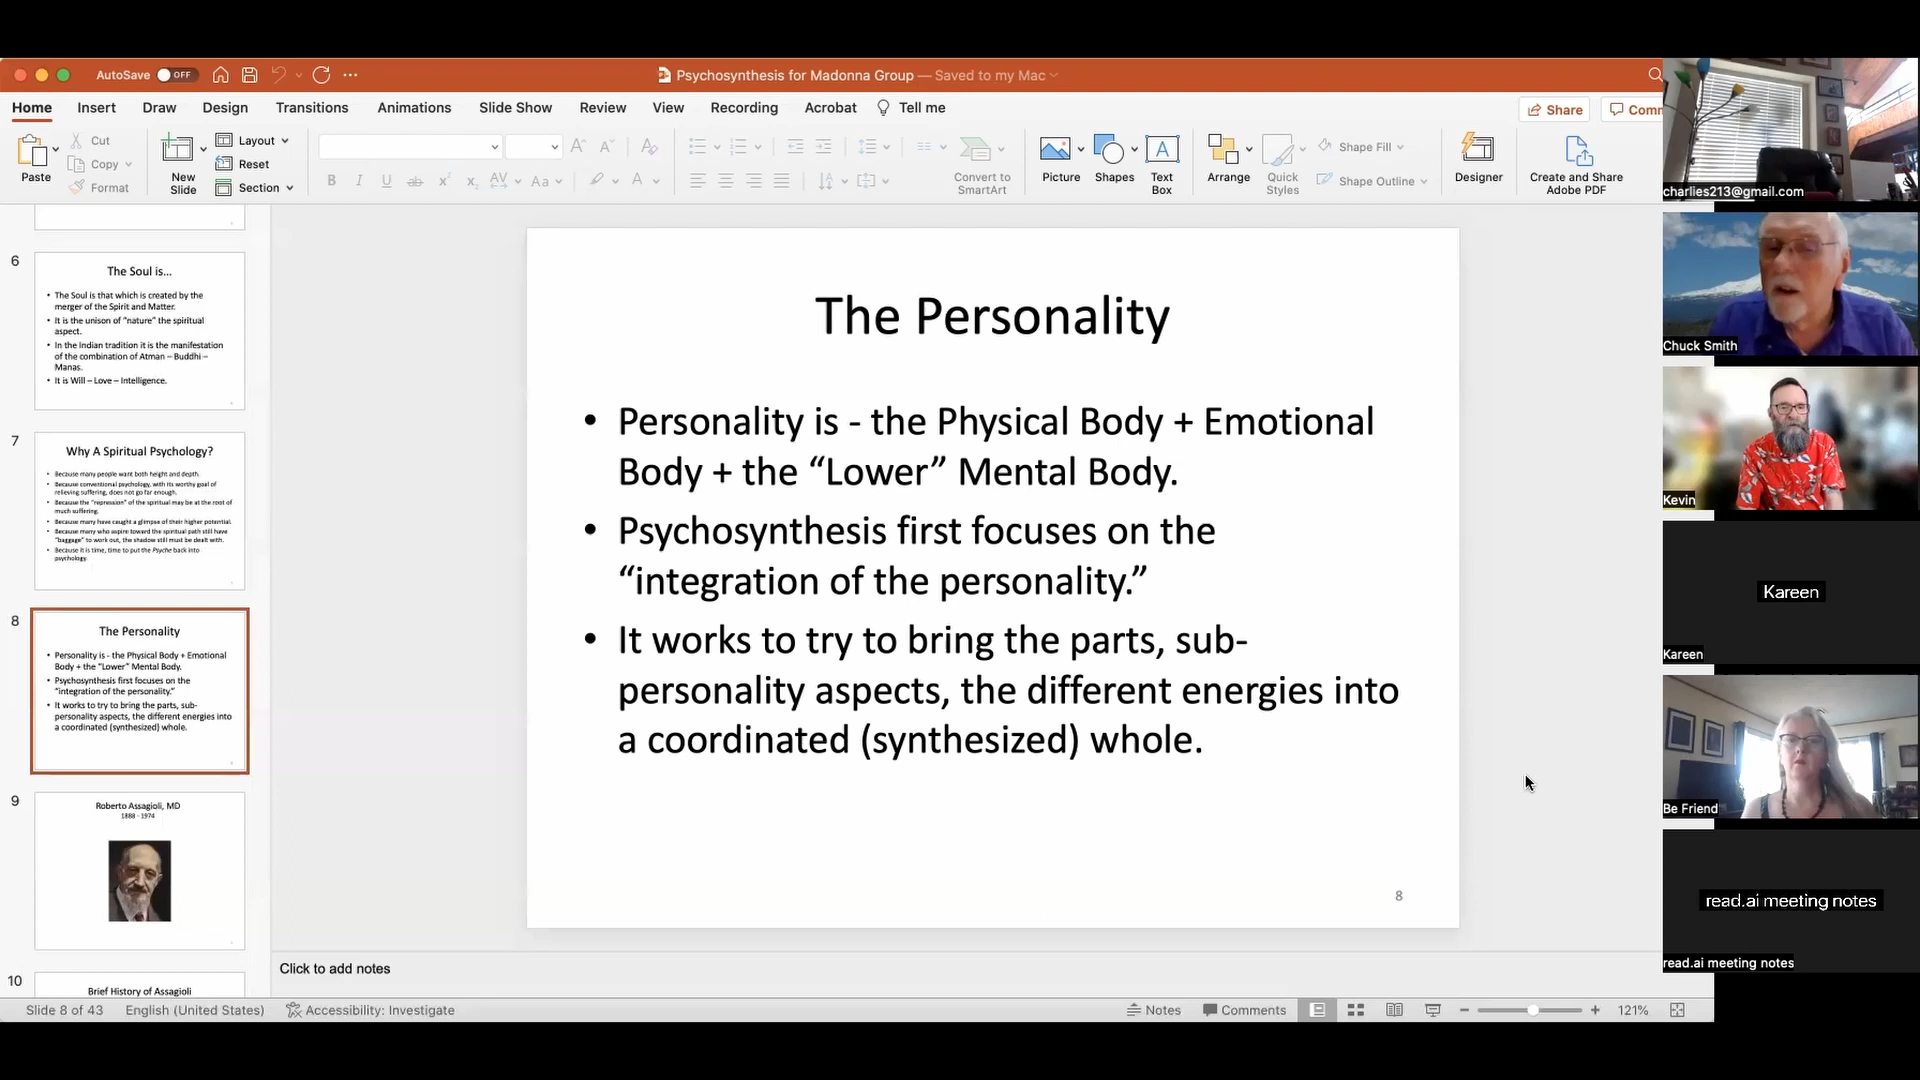 AutoSave OFF
Psychosynthesis for Madonna Group — Saved to my Mac
Home Insert Draw Design Transitions Animations Slide Show Review View Recording Acrobat Tell me
Share Comm
Paste
Cut
Copy
Format
New
Slide
Layout
Reset
Section
B I U ab x² x₂ AV Aa A
Convert to
SmartArt
Picture
Shapes
Text
Box
Arrange
Quick
Styles
Shape Fill
Shape Outline
Designer
Create and Share
Adobe PDF
6
The Soul is...
• The Soul is that which is created by the
merger of the Spirit and Matter.
• It is the unison of “nature” the spiritual
aspect.
• In the Indian tradition it is the manifestation
of the combination of Atman – Buddhi –
Manas.
• It is Will – Love – Intelligence.
7
Why A Spiritual Psychology?
• Because many people want both height and depth.
• Because conventional psychology, with its worthy goal of
relieving suffering, does not go far enough.
• Because the “repression” of the spiritual may be at the root of
much suffering.
• Because many have caught a glimpse of their higher potential.
• Because many who aspire toward the spiritual path still have
“baggage” to work out, the shadow still must be dealt with.
• Because it is time, time to put the Psyche back into
psychology.
8
The Personality
• Personality is - the Physical Body + Emotional
Body + the “Lower” Mental Body.
• Psychosynthesis first focuses on the
“integration of the personality.”
• It works to try to bring the parts, sub-
personality aspects, the different energies into
a coordinated (synthesized) whole.
9
Roberto Assagioli, MD
1888 - 1974
10
Brief History of Assagioli
The Personality
• Personality is - the Physical Body + Emotional
Body + the “Lower” Mental Body.
• Psychosynthesis first focuses on the
“integration of the personality.”
• It works to try to bring the parts, sub-
personality aspects, the different energies into
a coordinated (synthesized) whole.
8
Click to add notes
Slide 8 of 43 English (United States) Accessibility: Investigate
Notes Comments 121%
charlies213@gmail.com
Chuck Smith
Kevin
Kareen
Kareen
Be Friend
read.ai meeting notes
read.ai meeting notes